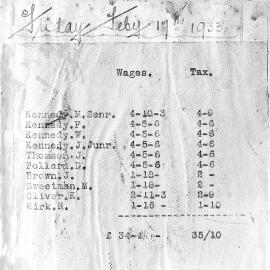 Friday Feby 17th 1933.
Wages. Tax.
Kennedy.M.Senr. 4-10-3 4-9
Kennedy.F. 4-5-6 4-6
Kennedy.W. 4-5-6 4-6
Kennedy.J.Junr. 4-5-6 4-6
Thomson.J. 4-5-6 4-6
Pollard.D. 4-5-6 4-6
Brown.J. 1-18- 2 -
Sweetman.M. 1-18- 2 -
Oliver.R. 2-11-3 2-9
Kirk.H. 1-16 - 1-10
£ 34- 35/10